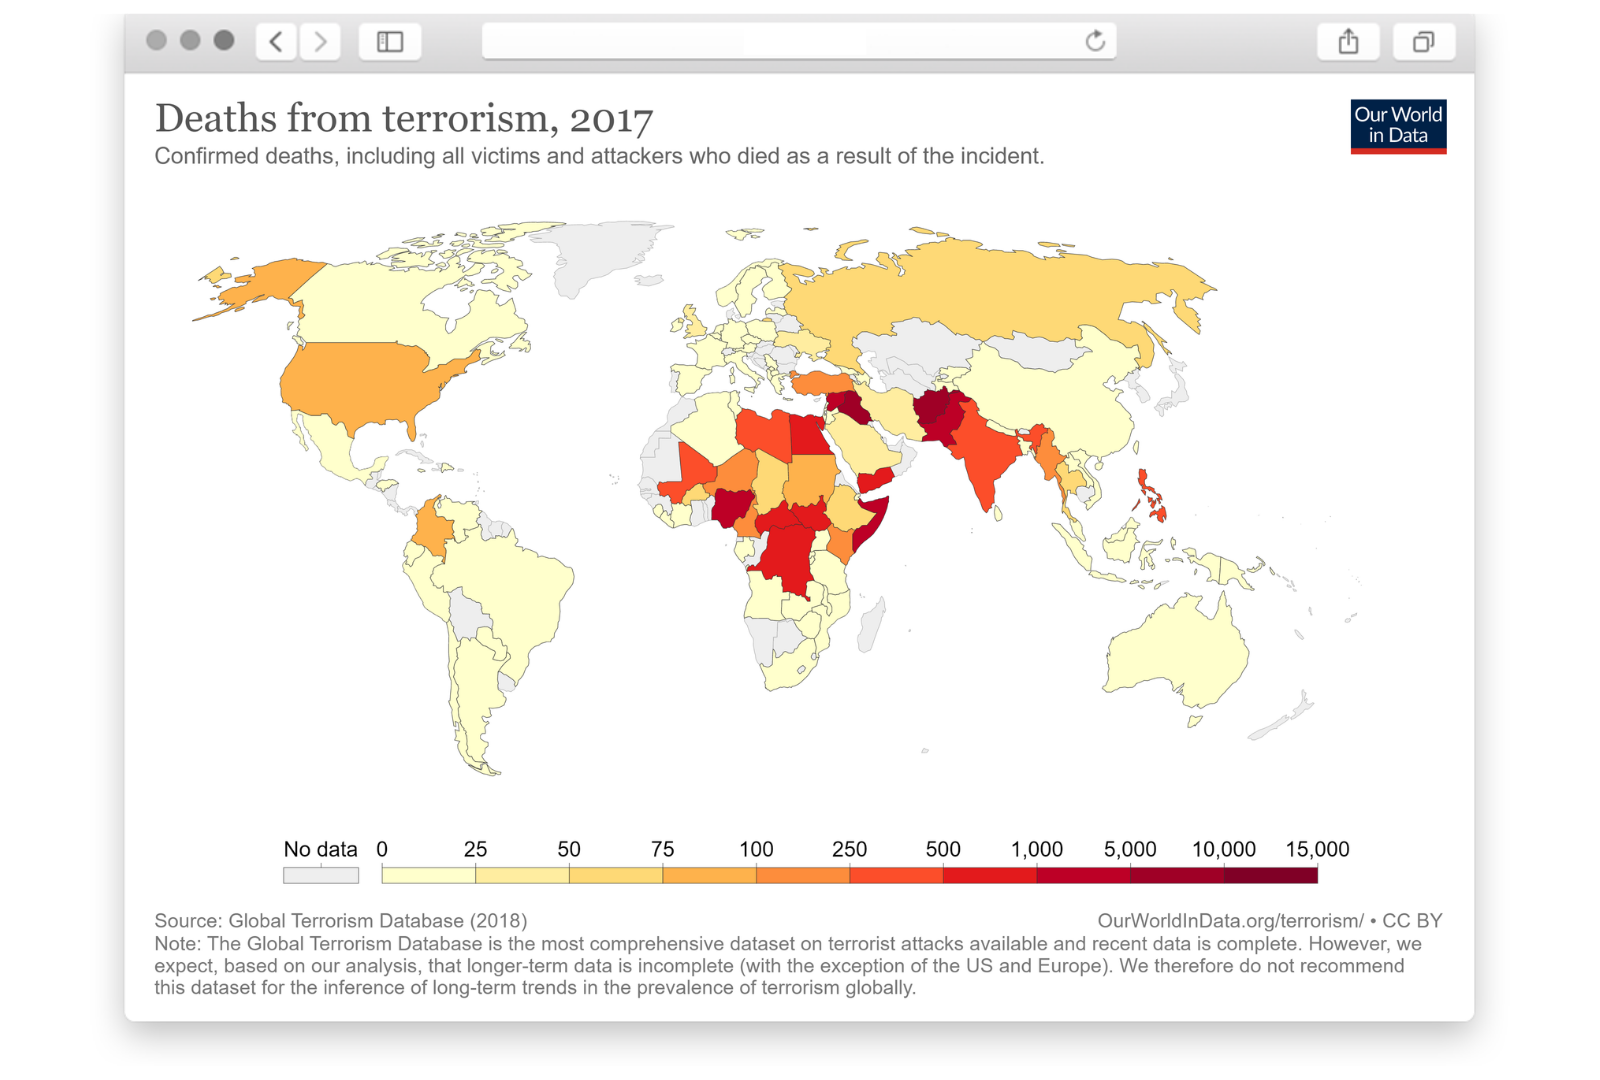 Deaths from terrorism, 2017
Our World
in Data
Confirmed deaths, including all victims and attackers who died as a result of the incident.
No data 0 25 50 75 100 250 500 1,000 5,000 10,000 15,000
Source: Global Terrorism Database (2018)
OurWorldInData.org/terrorism/ • CC BY
Note: The Global Terrorism Database is the most comprehensive dataset on terrorist attacks available and recent data is complete. However, we
expect, based on our analysis, that longer-term data is incomplete (with the exception of the US and Europe). We therefore do not recommend
this dataset for the inference of long-term trends in the prevalence of terrorism globally.